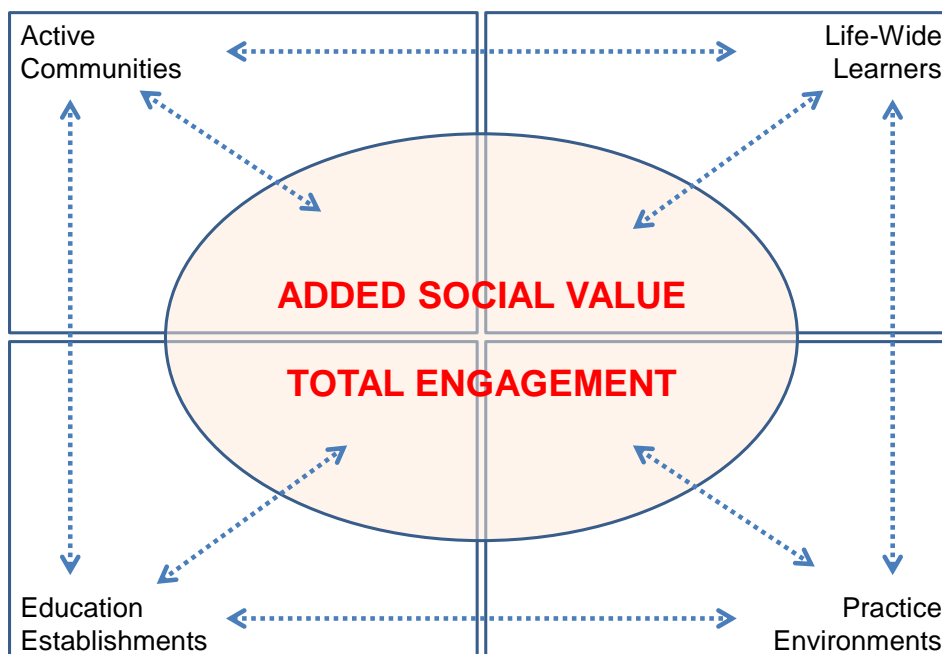 Active
Communities
Life-Wide
Learners
ADDED SOCIAL VALUE
TOTAL ENGAGEMENT
Education
Establishments
Practice
Environments